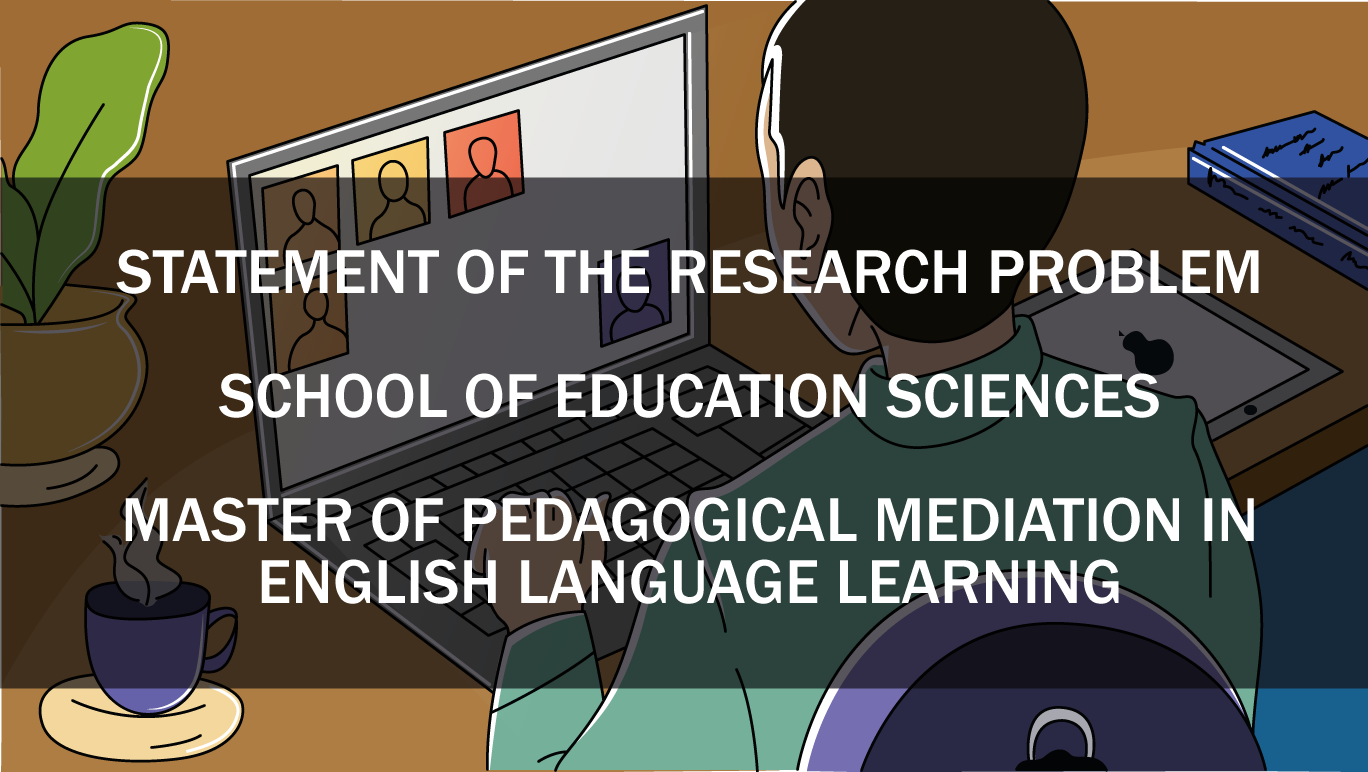 STATEMENT OF THE RESEARCH PROBLEM
SCHOOL OF EDUCATION SCIENCES
MASTER OF PEDAGOGICAL MEDIATION IN
ENGLISH LANGUAGE LEARNING